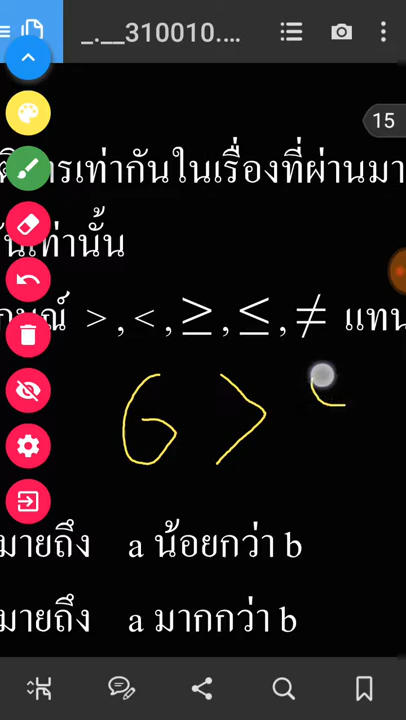 _.__310010....
15
ติการเท่ากันในเรื่องที่ผ่านมา
กันเท่านั้น
> , < , ≥ , ≤ , ≠ แทน
6 >
มายถึง a น้อยกว่า b
มายถึง a มากกว่า b